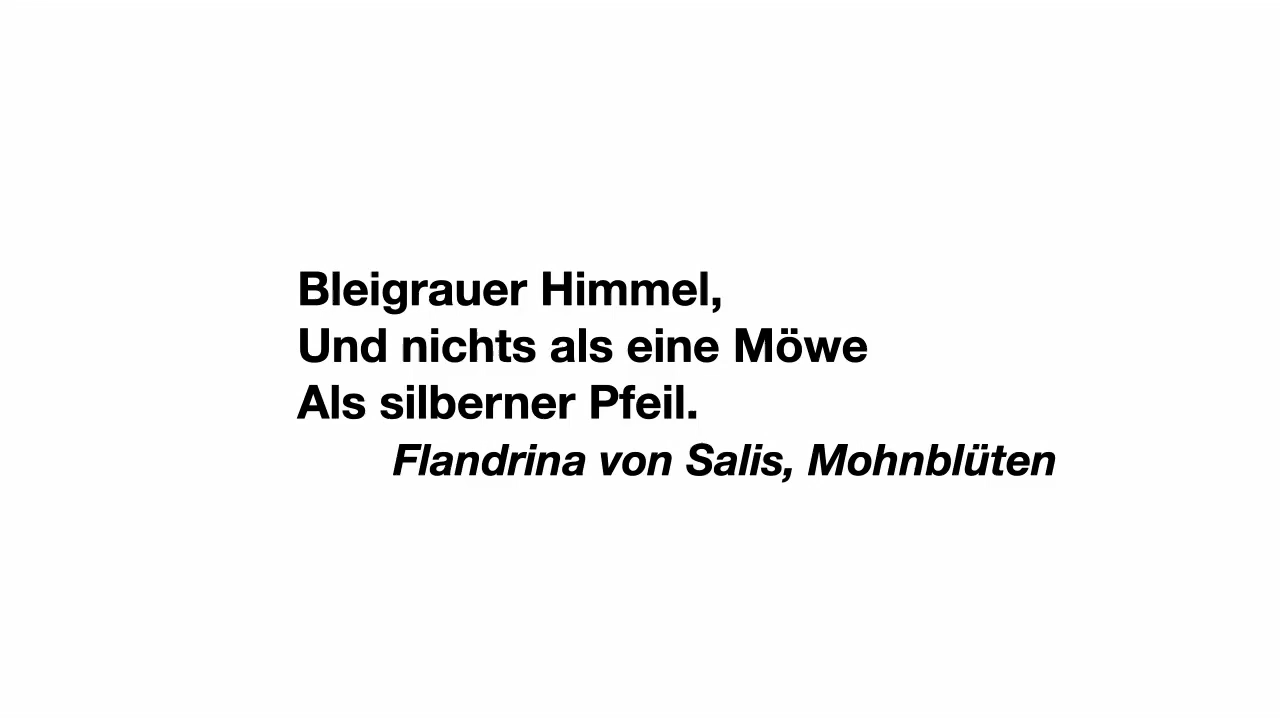 Bleigrauer Himmel,
Und nichts als eine Möwe
Als silberner Pfeil.
Flandrina von Salis, Mohnblüten